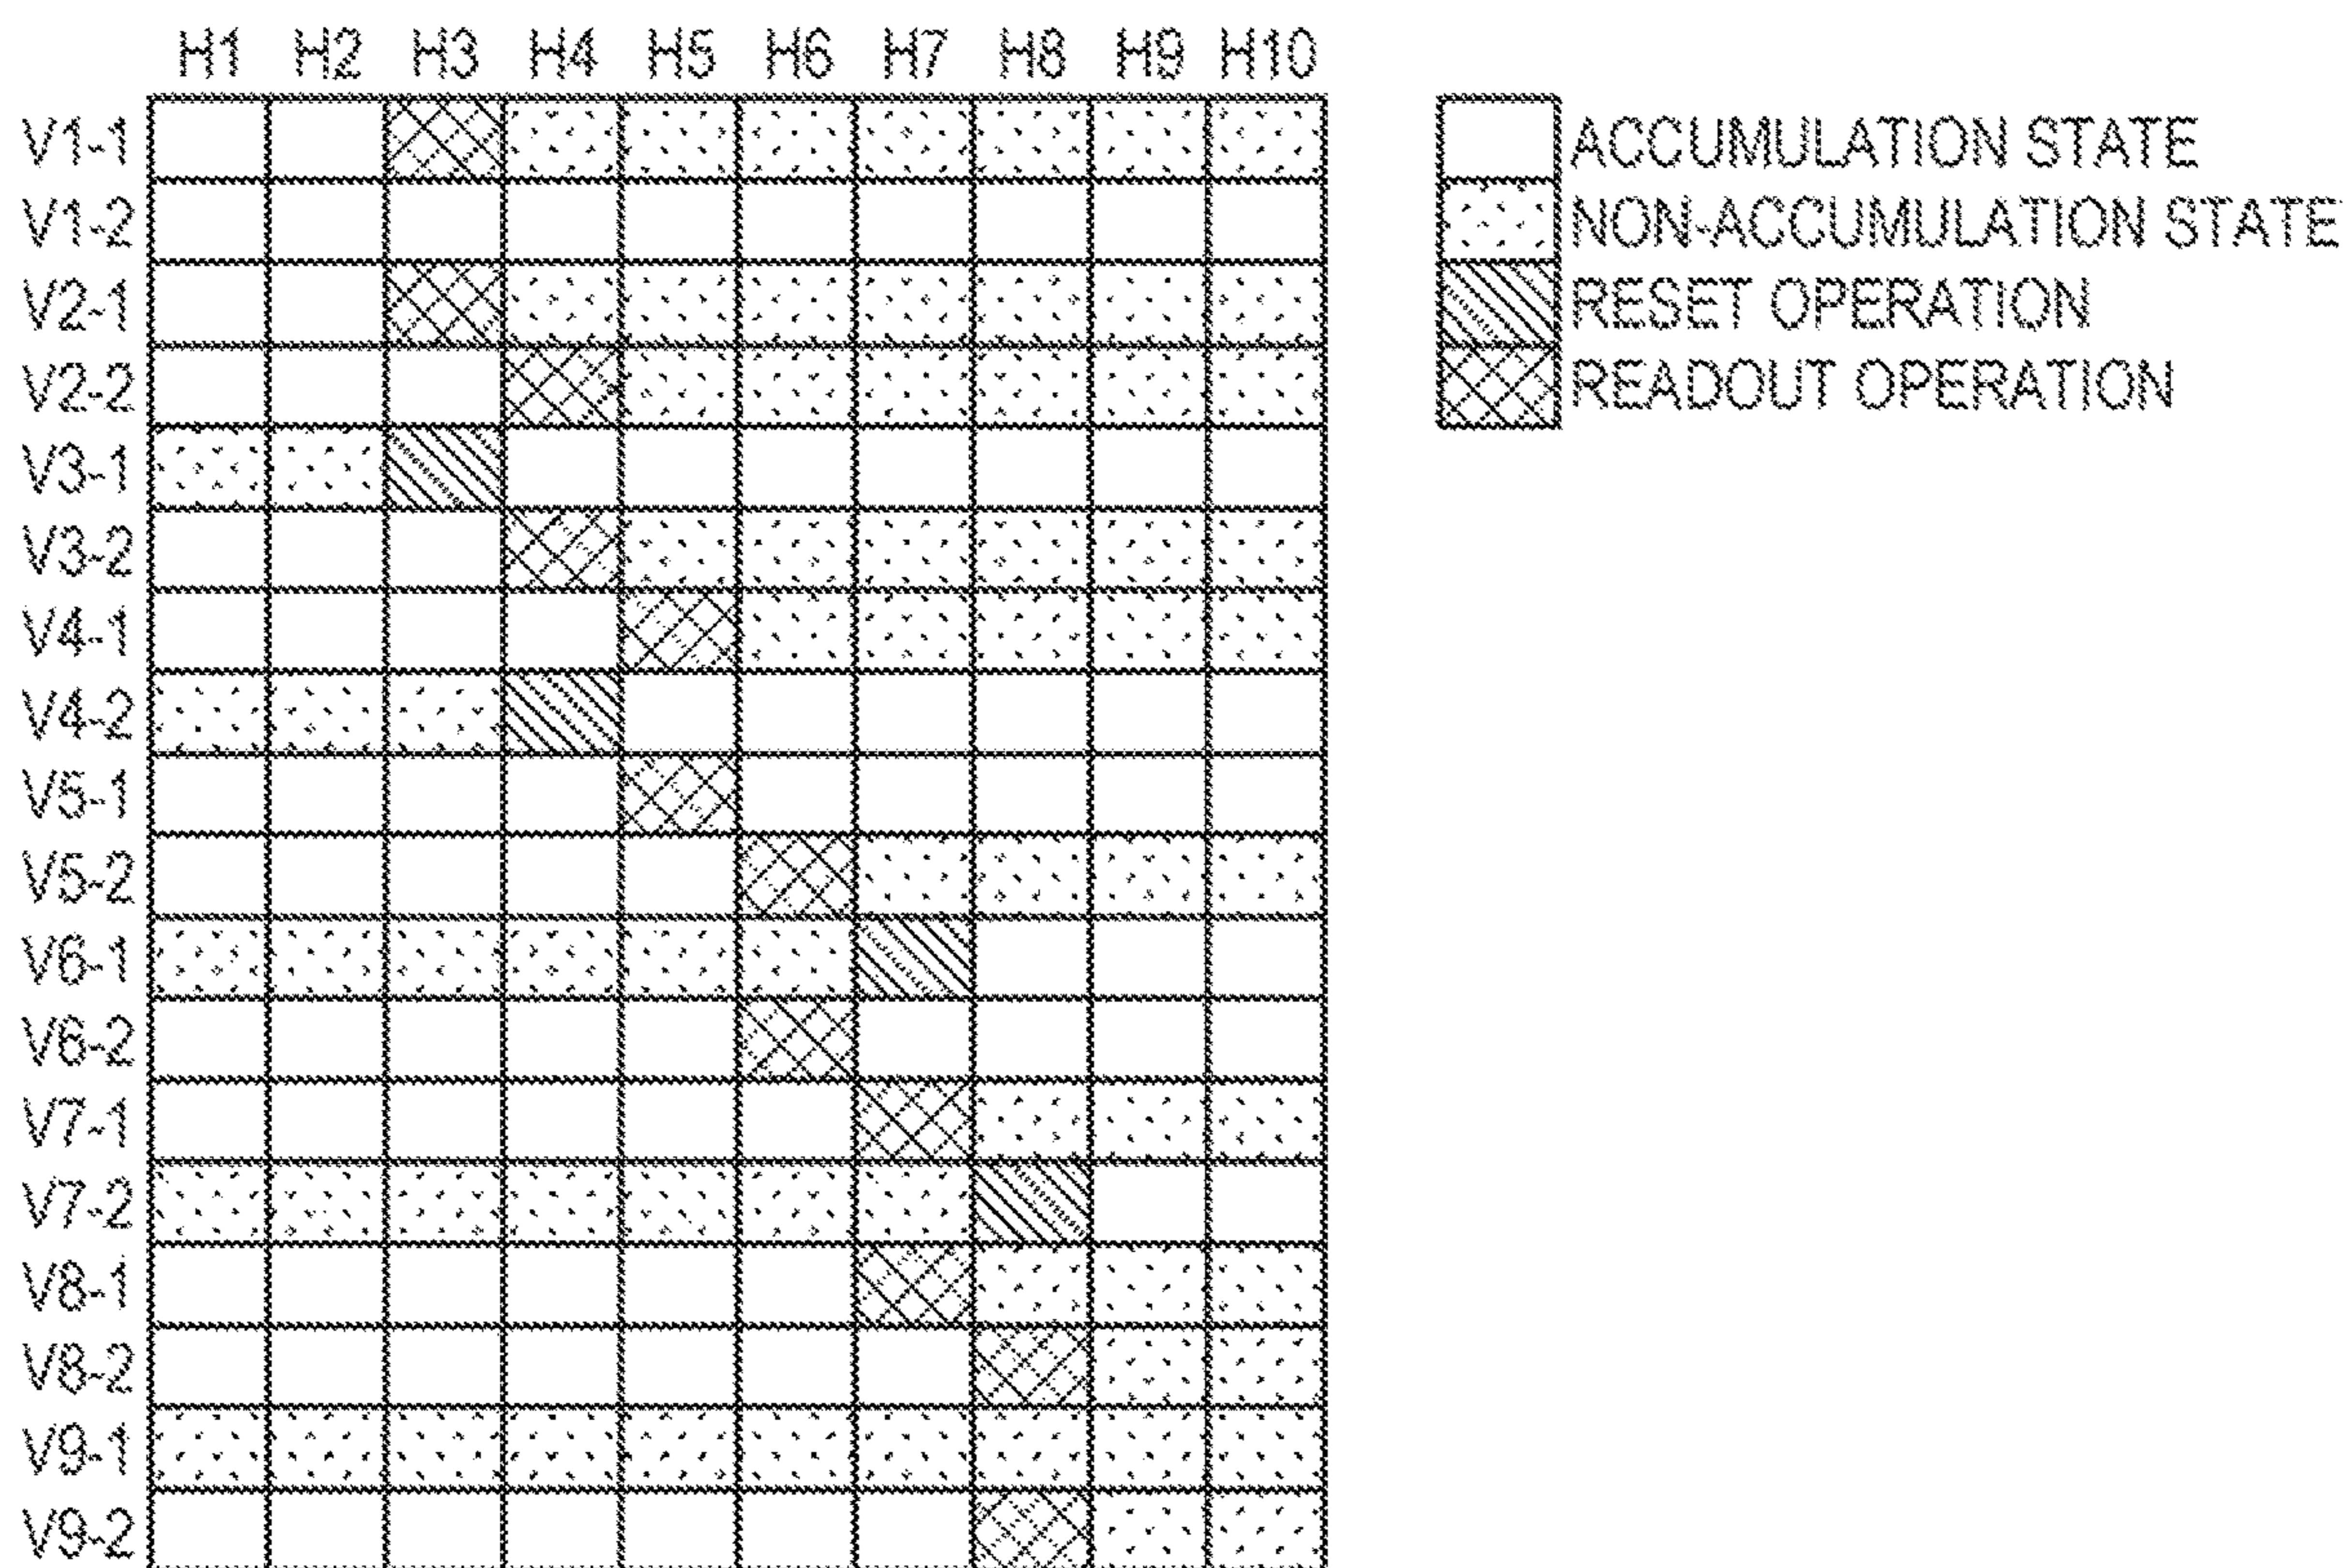 H1 H2 H3 H4 H5 H6 H7 H8 H9 H10
V1-1
V1-2
V2-1
V2-2
V3-1
V3-2
V4-1
V4-2
V5-1
V5-2
V6-1
V6-2
V7-1
V7-2
V8-1
V8-2
V9-1
V9-2
ACCUMULATION STATE
NON-ACCUMULATION STATE
RESET OPERATION
READOUT OPERATION